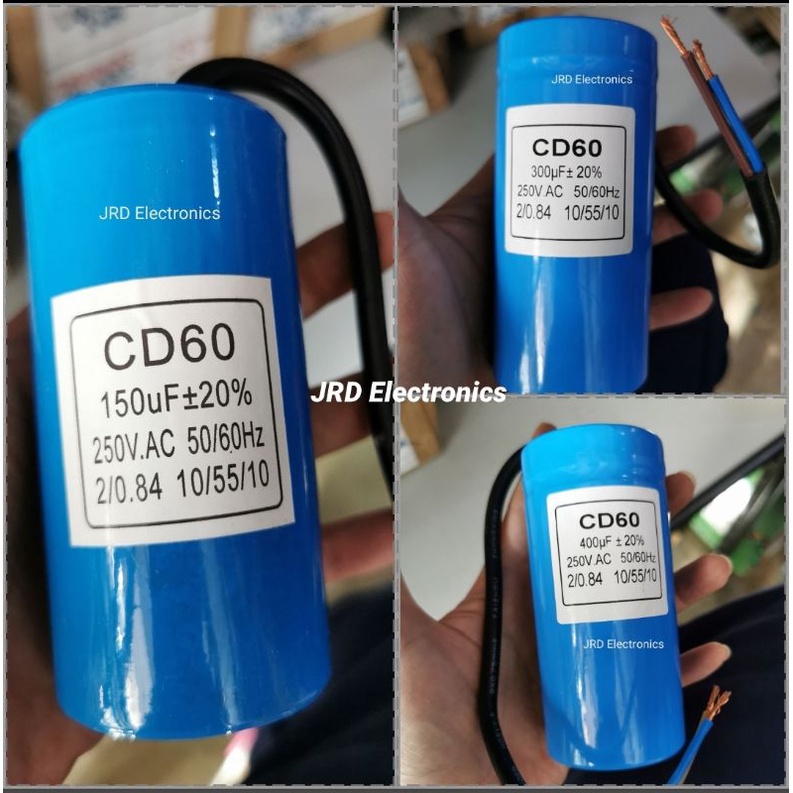 JRD Electronics
CD60
150uF±20%
250V.AC 50/60Hz
2/0.84 10/55/10
JRD Electronics
CD60
300μF± 20%
250V.AC 50/60Hz
2/0.84 10/55/10
JRD Electronics
CD60
400μF ±20%
250V.AC 50/60Hz
2/0.84 10/55/10
JRD Electronics